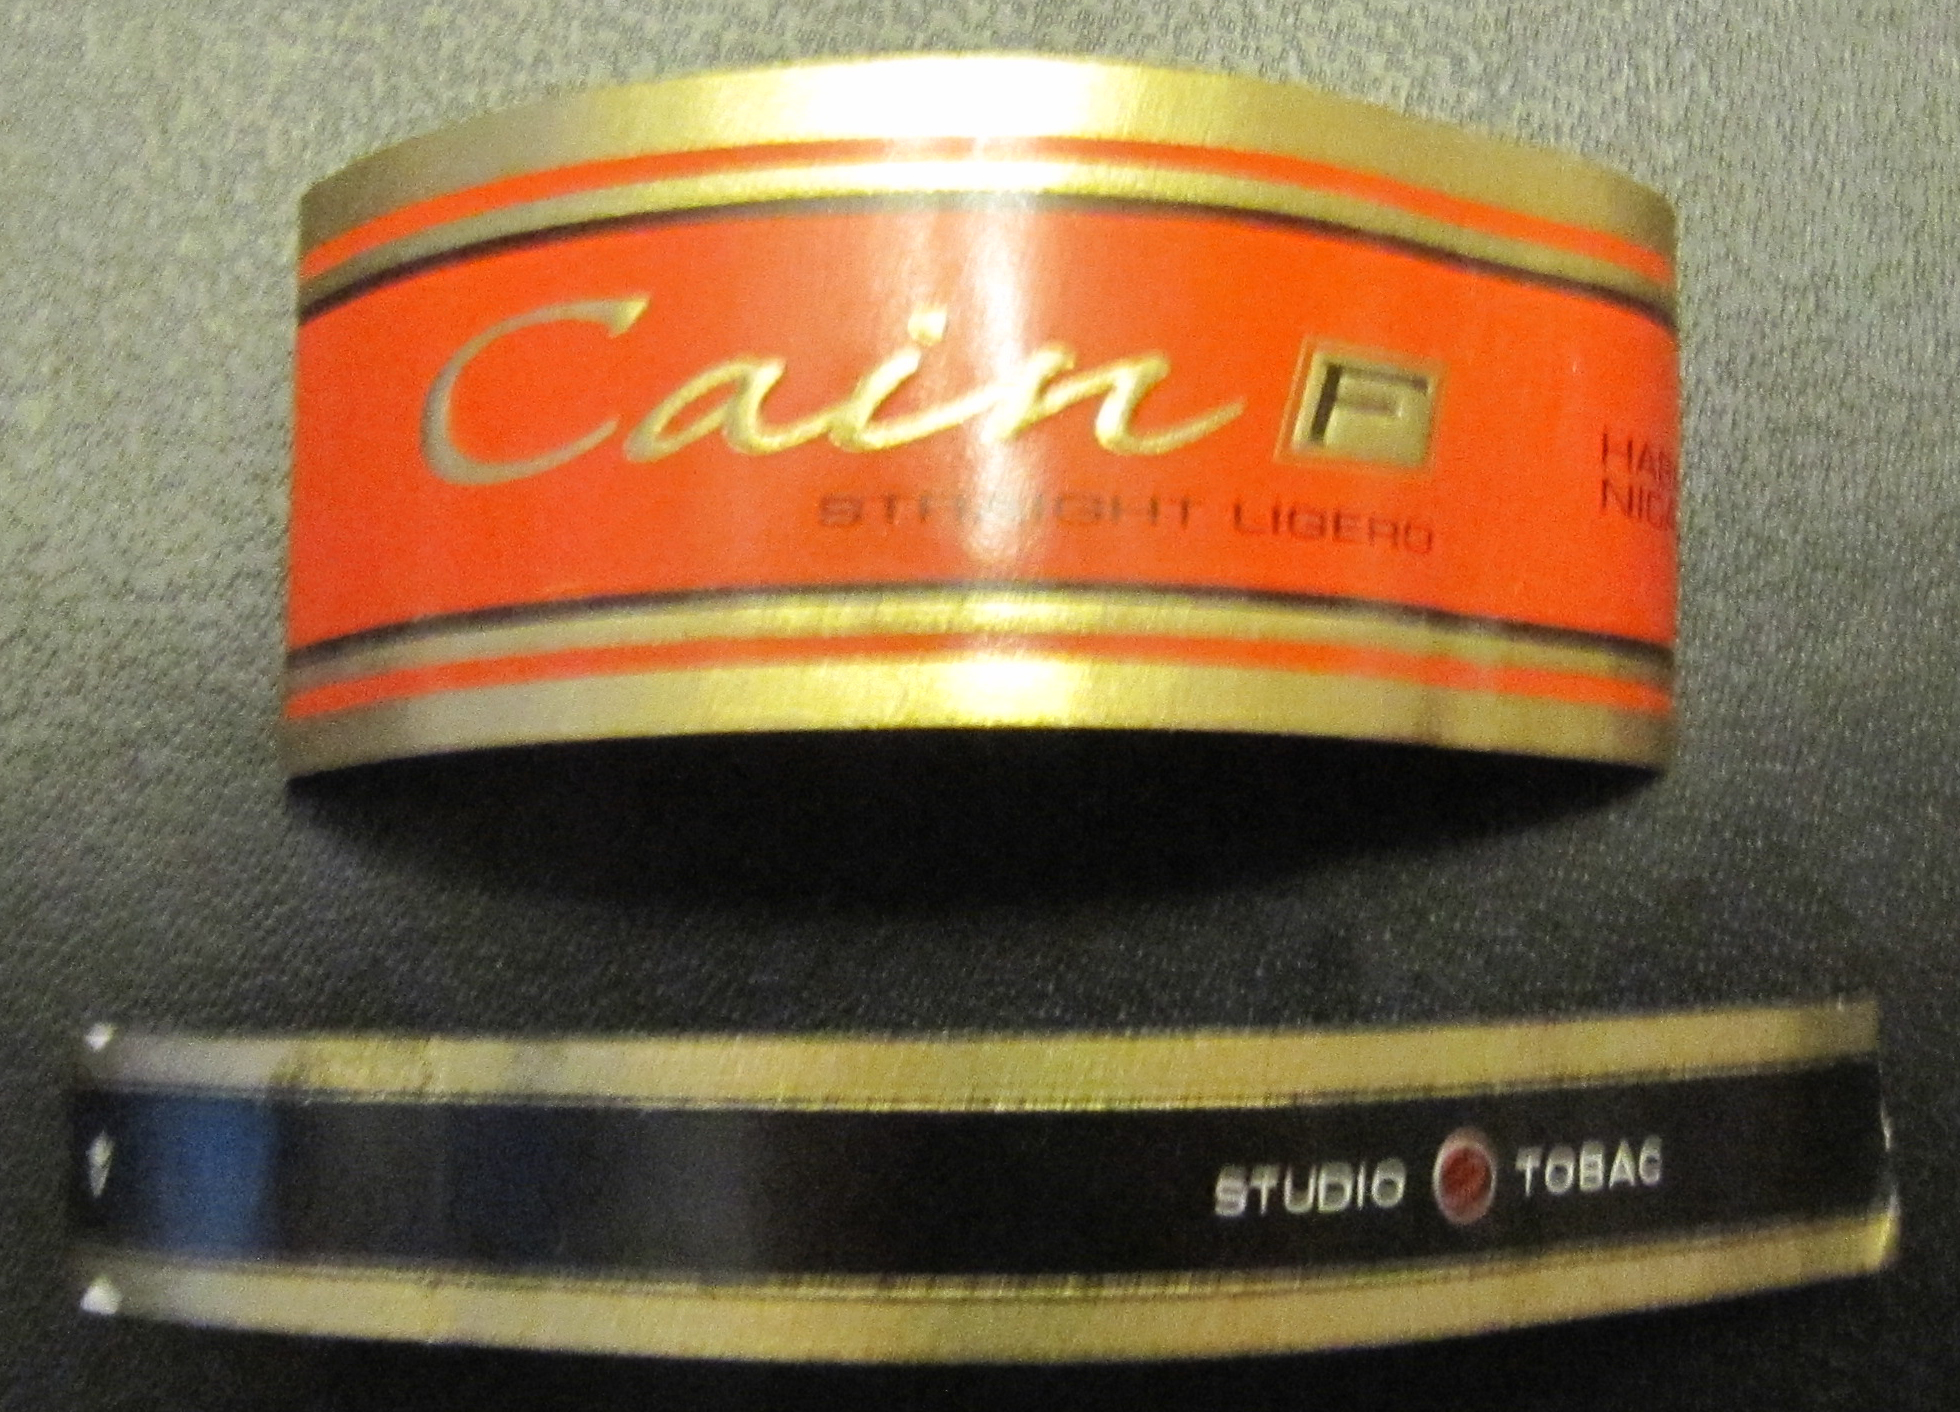 Cain F
STRAIGHT LIGERO
STUDIO TOBAC